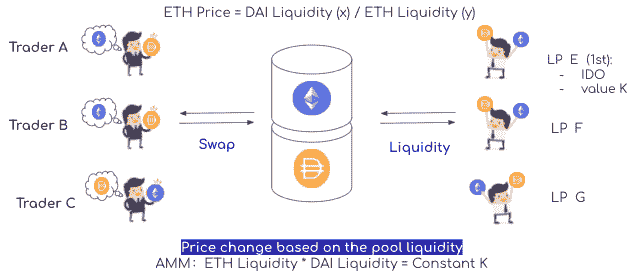 ETH Price = DAI Liquidity (x) / ETH Liquidity (y)
Trader A
LP E (1st):
- IDO
- value K
Trader B
Swap
Liquidity
LP F
Trader C
LP G
Price change based on the pool liquidity
AMM: ETH Liquidity * DAI Liquidity = Constant K